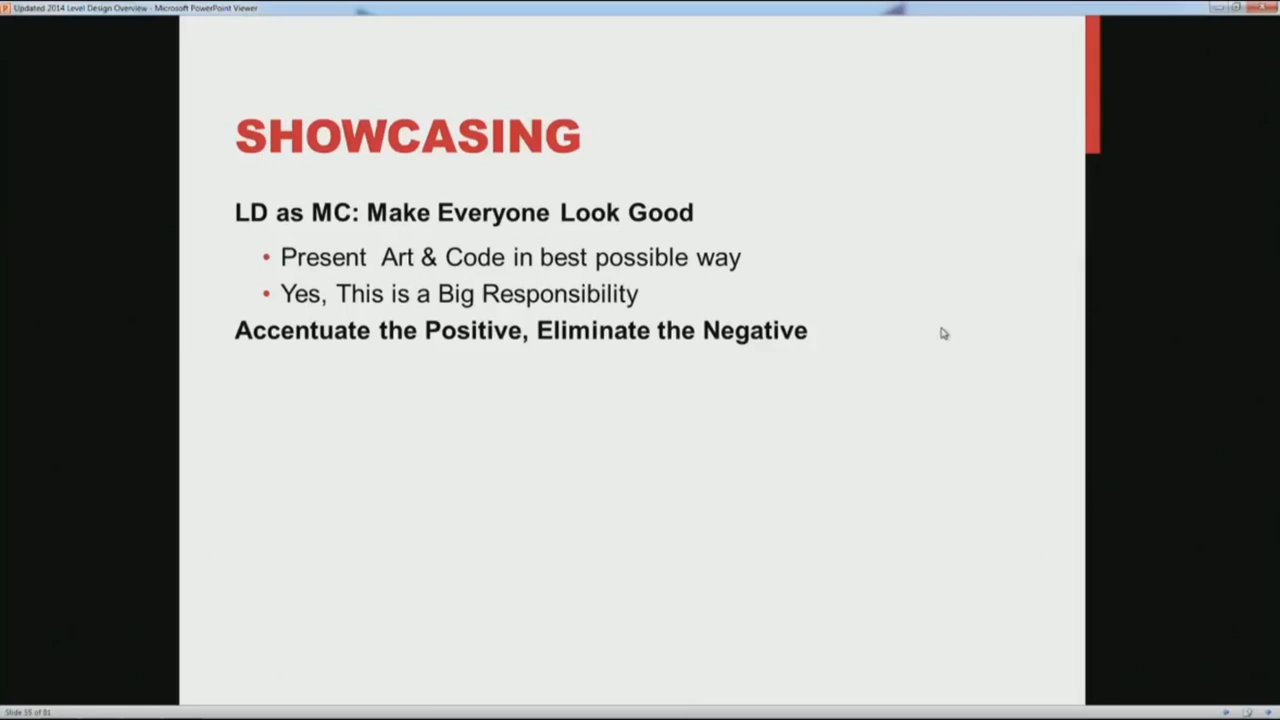 Updated 2014 Level Design Overview - Microsoft PowerPoint Viewer
SHOWCASING
LD as MC: Make Everyone Look Good
• Present Art & Code in best possible way
• Yes, This is a Big Responsibility
Accentuate the Positive, Eliminate the Negative
Slide 35 of 81